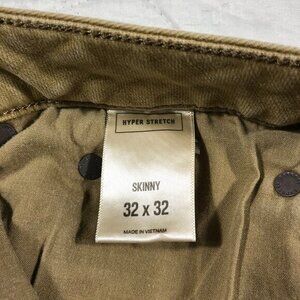 HYPER STRETCH
SKINNY
32 x 32
MADE IN VIETNAM